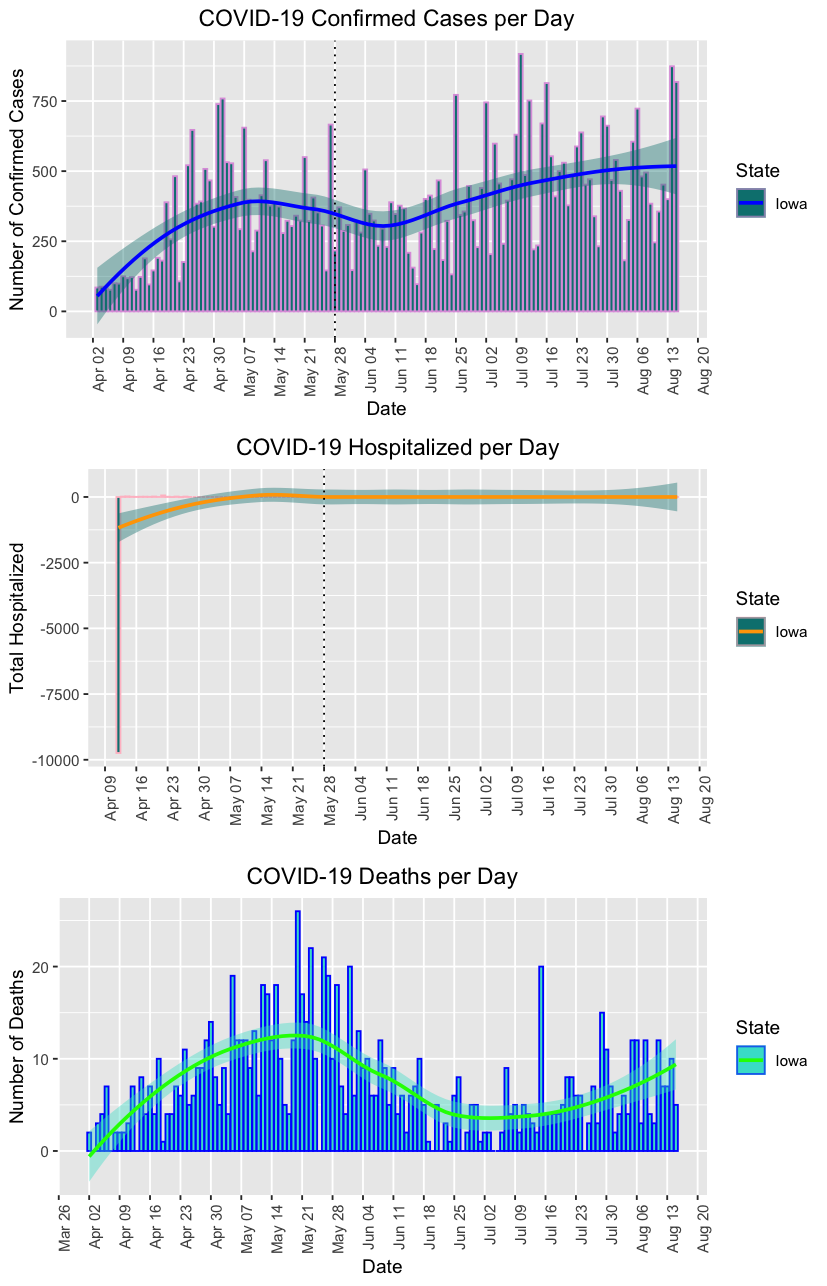 COVID-19 Confirmed Cases per Day
Number of Confirmed Cases
750
500
250
0
Apr 02
Apr 09
Apr 16
Apr 23
Apr 30
May 07
May 14
May 21
May 28
Jun 04
Jun 11
Jun 18
Jun 25
Jul 02
Jul 09
Jul 16
Jul 23
Jul 30
Aug 06
Aug 13
Aug 20
Date
State
Iowa
COVID-19 Hospitalized per Day
Total Hospitalized
0
-2500
-5000
-7500
-10000
Apr 09
Apr 16
Apr 23
Apr 30
May 07
May 14
May 21
May 28
Jun 04
Jun 11
Jun 18
Jun 25
Jul 02
Jul 09
Jul 16
Jul 23
Jul 30
Aug 06
Aug 13
Aug 20
Date
State
Iowa
COVID-19 Deaths per Day
Number of Deaths
20
10
0
Mar 26
Apr 02
Apr 09
Apr 16
Apr 23
Apr 30
May 07
May 14
May 21
May 28
Jun 04
Jun 11
Jun 18
Jun 25
Jul 02
Jul 09
Jul 16
Jul 23
Jul 30
Aug 06
Aug 13
Aug 20
Date
State
Iowa